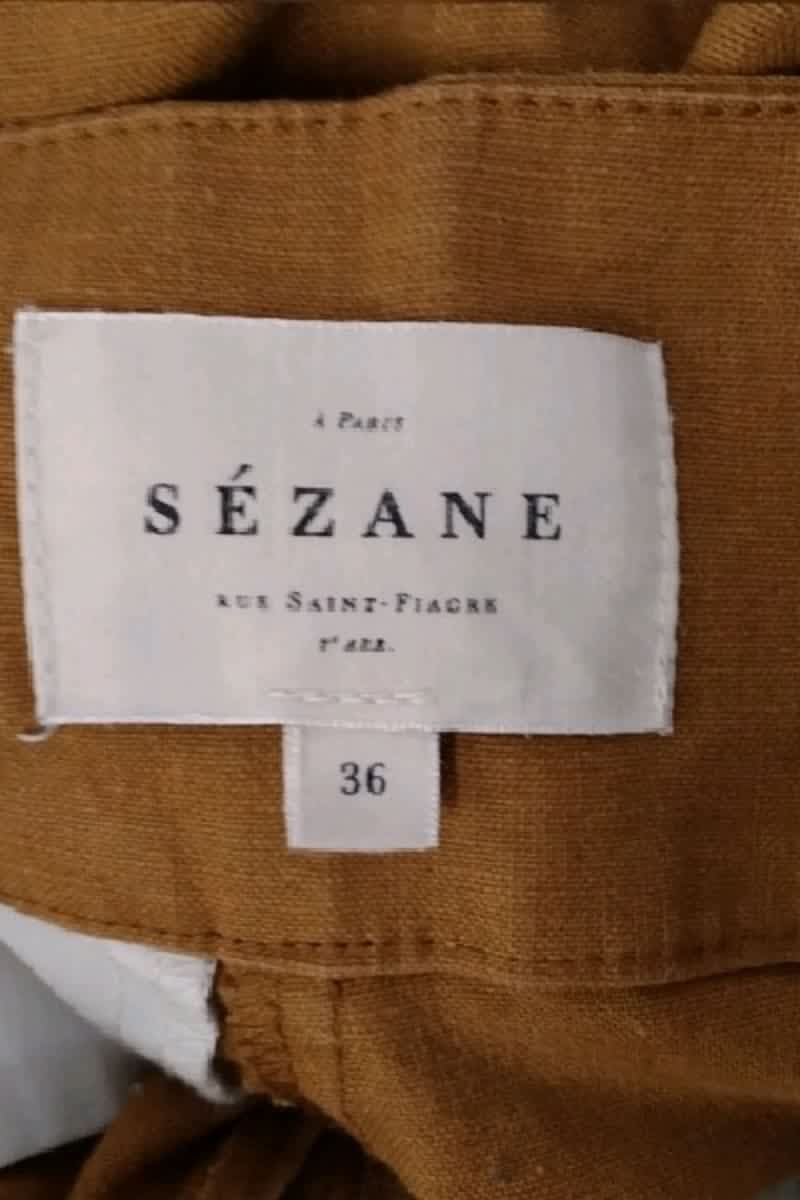 À PARIS
SÉZANE
RUE SAINT-FIACRE
2ᵉ ARR.
36